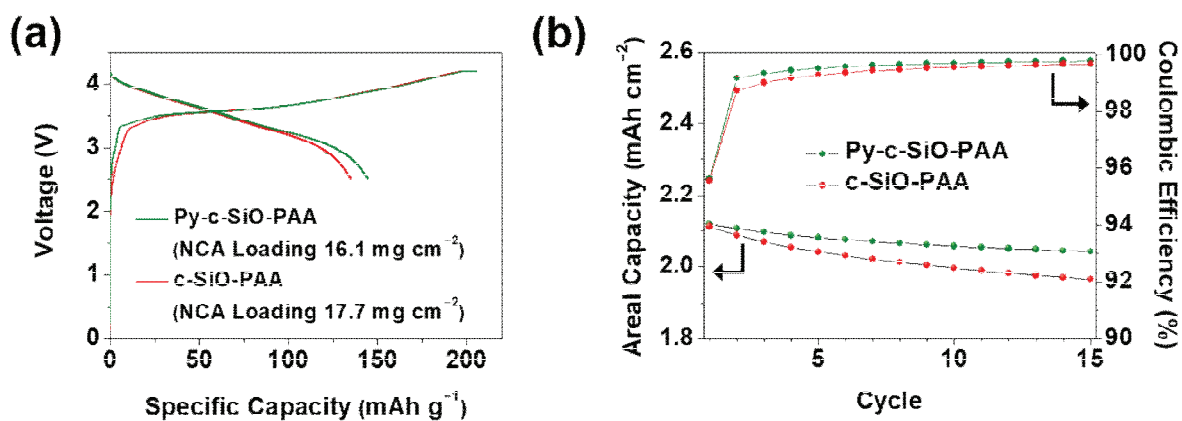 (a)
4
3
2
1
0
Voltage (V)
Py-c-SiO-PAA
(NCA Loading 16.1 mg cm⁻²)
c-SiO-PAA
(NCA Loading 17.7 mg cm⁻²)
0 50 100 150 200
Specific Capacity (mAh g⁻¹)
(b)
2.6
2.4
2.2
2.0
1.8
Areal Capacity (mAh cm⁻²)
Py-c-SiO-PAA
c-SiO-PAA
100
98
96
94
92
90
Coulombic Efficiency (%)
5 10 15
Cycle